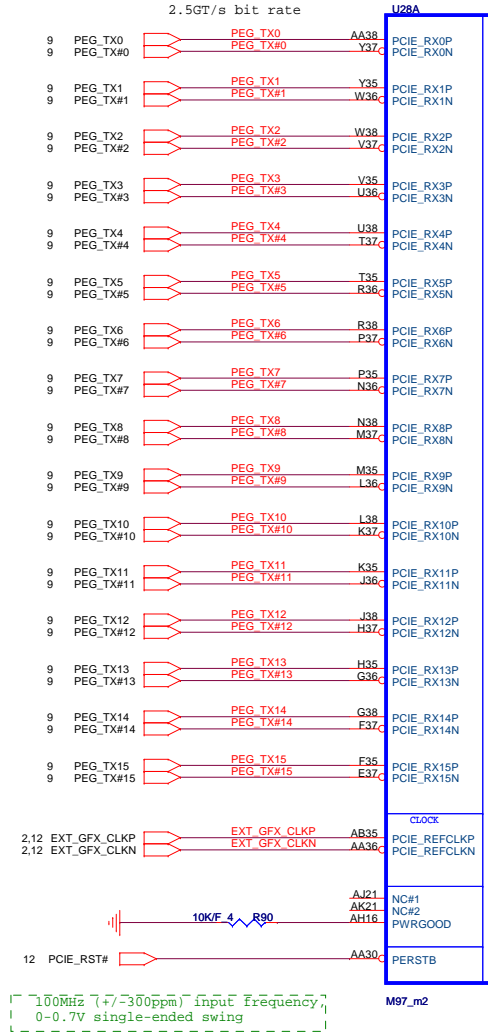 2.5GT/s bit rate U28A
9 PEG_TX0 PEG_TX0 AA38 PCIE_RX0P
9 PEG_TX#0 PEG_TX#0 Y37 PCIE_RX0N
9 PEG_TX1 PEG_TX1 Y35 PCIE_RX1P
9 PEG_TX#1 PEG_TX#1 W36 PCIE_RX1N
9 PEG_TX2 PEG_TX2 W38 PCIE_RX2P
9 PEG_TX#2 PEG_TX#2 V37 PCIE_RX2N
9 PEG_TX3 PEG_TX3 V35 PCIE_RX3P
9 PEG_TX#3 PEG_TX#3 U36 PCIE_RX3N
9 PEG_TX4 PEG_TX4 U38 PCIE_RX4P
9 PEG_TX#4 PEG_TX#4 T37 PCIE_RX4N
9 PEG_TX5 PEG_TX5 T35 PCIE_RX5P
9 PEG_TX#5 PEG_TX#5 R36 PCIE_RX5N
9 PEG_TX6 PEG_TX6 R38 PCIE_RX6P
9 PEG_TX#6 PEG_TX#6 P37 PCIE_RX6N
9 PEG_TX7 PEG_TX7 P35 PCIE_RX7P
9 PEG_TX#7 PEG_TX#7 N36 PCIE_RX7N
9 PEG_TX8 PEG_TX8 N38 PCIE_RX8P
9 PEG_TX#8 PEG_TX#8 M37 PCIE_RX8N
9 PEG_TX9 PEG_TX9 M35 PCIE_RX9P
9 PEG_TX#9 PEG_TX#9 L36 PCIE_RX9N
9 PEG_TX10 PEG_TX10 L38 PCIE_RX10P
9 PEG_TX#10 PEG_TX#10 K37 PCIE_RX10N
9 PEG_TX11 PEG_TX11 K35 PCIE_RX11P
9 PEG_TX#11 PEG_TX#11 J36 PCIE_RX11N
9 PEG_TX12 PEG_TX12 J38 PCIE_RX12P
9 PEG_TX#12 PEG_TX#12 H37 PCIE_RX12N
9 PEG_TX13 PEG_TX13 H35 PCIE_RX13P
9 PEG_TX#13 PEG_TX#13 G36 PCIE_RX13N
9 PEG_TX14 PEG_TX14 G38 PCIE_RX14P
9 PEG_TX#14 PEG_TX#14 F37 PCIE_RX14N
9 PEG_TX15 PEG_TX15 F35 PCIE_RX15P
9 PEG_TX#15 PEG_TX#15 E37 PCIE_RX15N
CLOCK
2,12 EXT_GFX_CLKP EXT_GFX_CLKP AB35 PCIE_REFCLKP
2,12 EXT_GFX_CLKN EXT_GFX_CLKN AA36 PCIE_REFCLKN
AJ21 NC#1
AK21 NC#2
10K/F_4 R90 AH16 PWRGOOD
12 PCIE_RST# AA30 PERSTB
100MHz (+/-300ppm) input frequency, M97_m2
0-0.7V single-ended swing